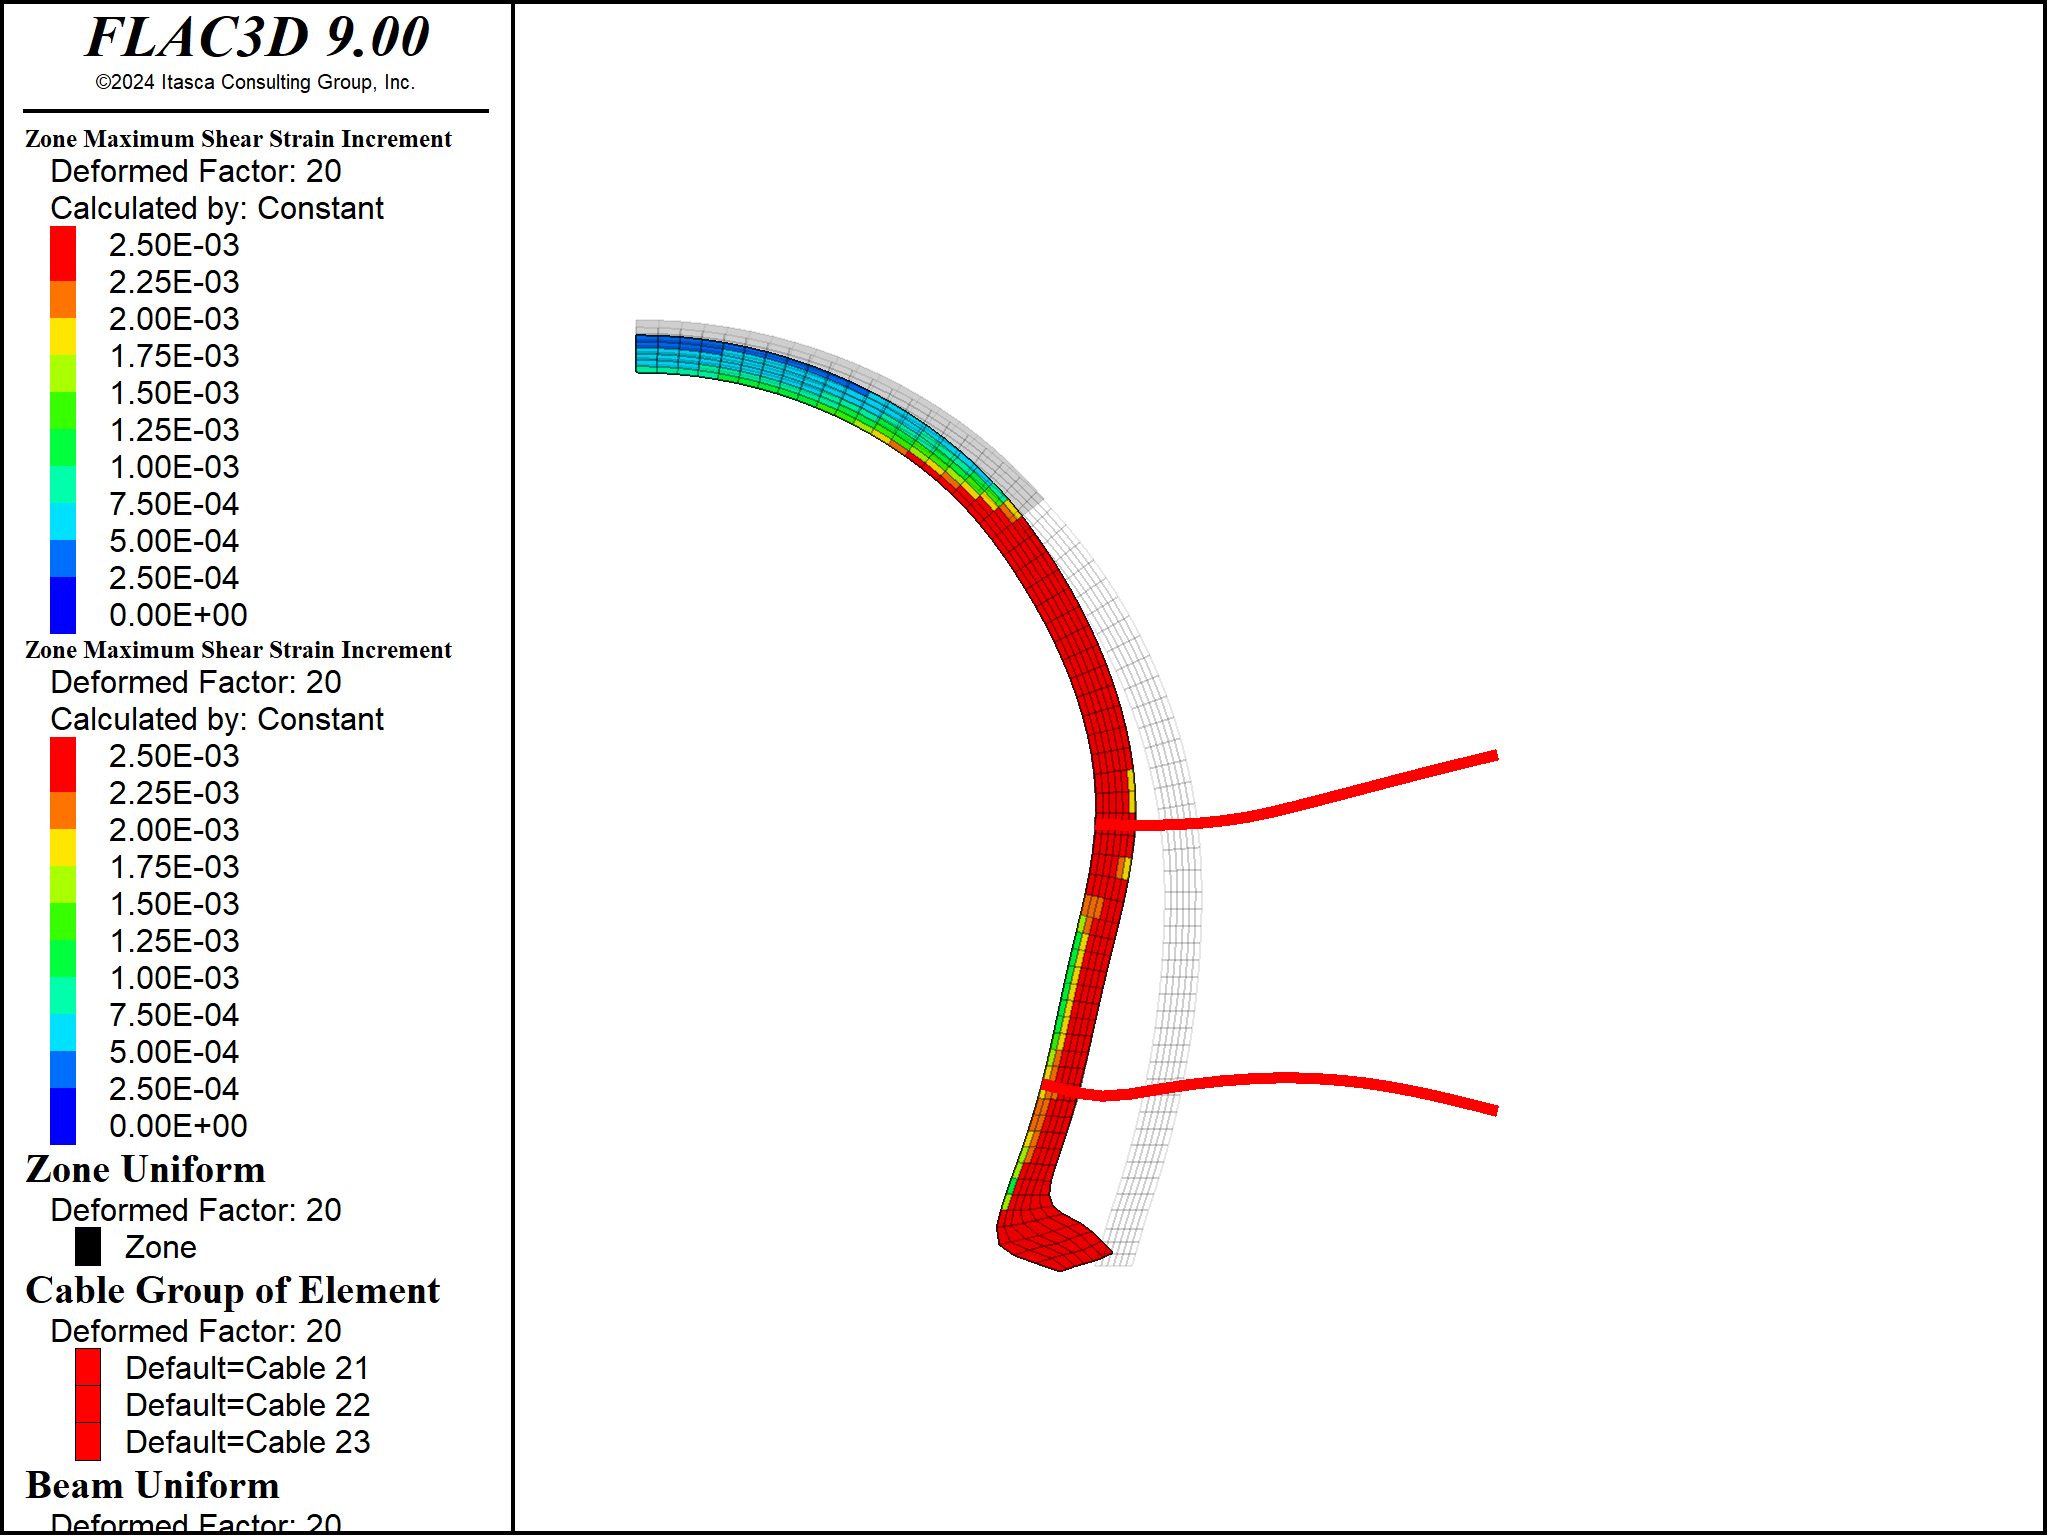 FLAC3D 9.00
©2024 Itasca Consulting Group, Inc.
Zone Maximum Shear Strain Increment
Deformed Factor: 20
Calculated by: Constant
2.50E-03
2.25E-03
2.00E-03
1.75E-03
1.50E-03
1.25E-03
1.00E-03
7.50E-04
5.00E-04
2.50E-04
0.00E+00
Zone Maximum Shear Strain Increment
Deformed Factor: 20
Calculated by: Constant
2.50E-03
2.25E-03
2.00E-03
1.75E-03
1.50E-03
1.25E-03
1.00E-03
7.50E-04
5.00E-04
2.50E-04
0.00E+00
Zone Uniform
Deformed Factor: 20
Zone
Cable Group of Element
Deformed Factor: 20
Default=Cable 21
Default=Cable 22
Default=Cable 23
Beam Uniform
Deformed Factor: 20